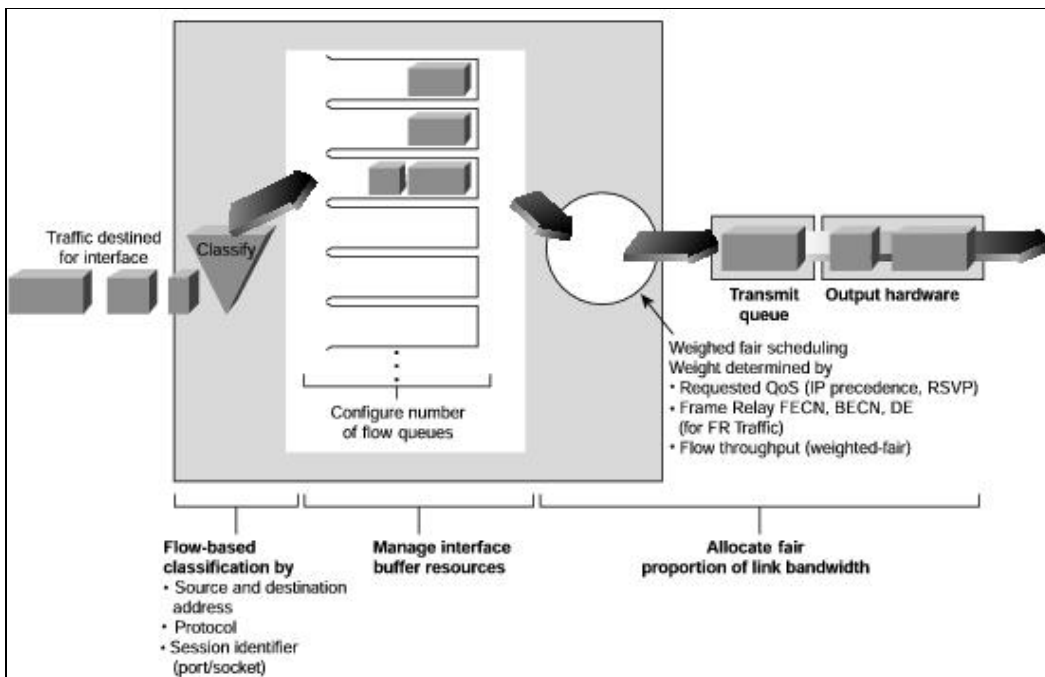 Traffic destined
for interface
Classify
Configure number
of flow queues
Transmit
queue
Output hardware
Weighed fair scheduling
Weight determined by
• Requested QoS (IP precedence, RSVP)
• Frame Relay FECN, BECN, DE
(for FR Traffic)
• Flow throughput (weighted-fair)
Flow-based
classification by
• Source and destination
address
• Protocol
• Session identifier
(port/socket)
Manage interface
buffer resources
Allocate fair
proportion of link bandwidth